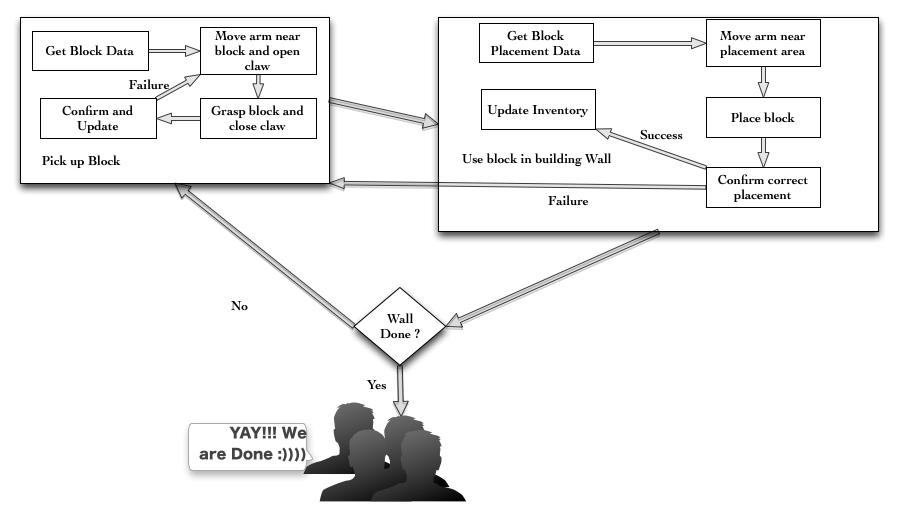 Get Block Data
Move arm near
block and open
claw
Failure
Confirm and
Update
Grasp block and
close claw
Pick up Block
Get Block
Placement Data
Move arm near
placement area
Update Inventory
Place block
Success
Use block in building Wall
Confirm correct
placement
Failure
No
Wall
Done ?
Yes
YAY!!! We
are Done :))))